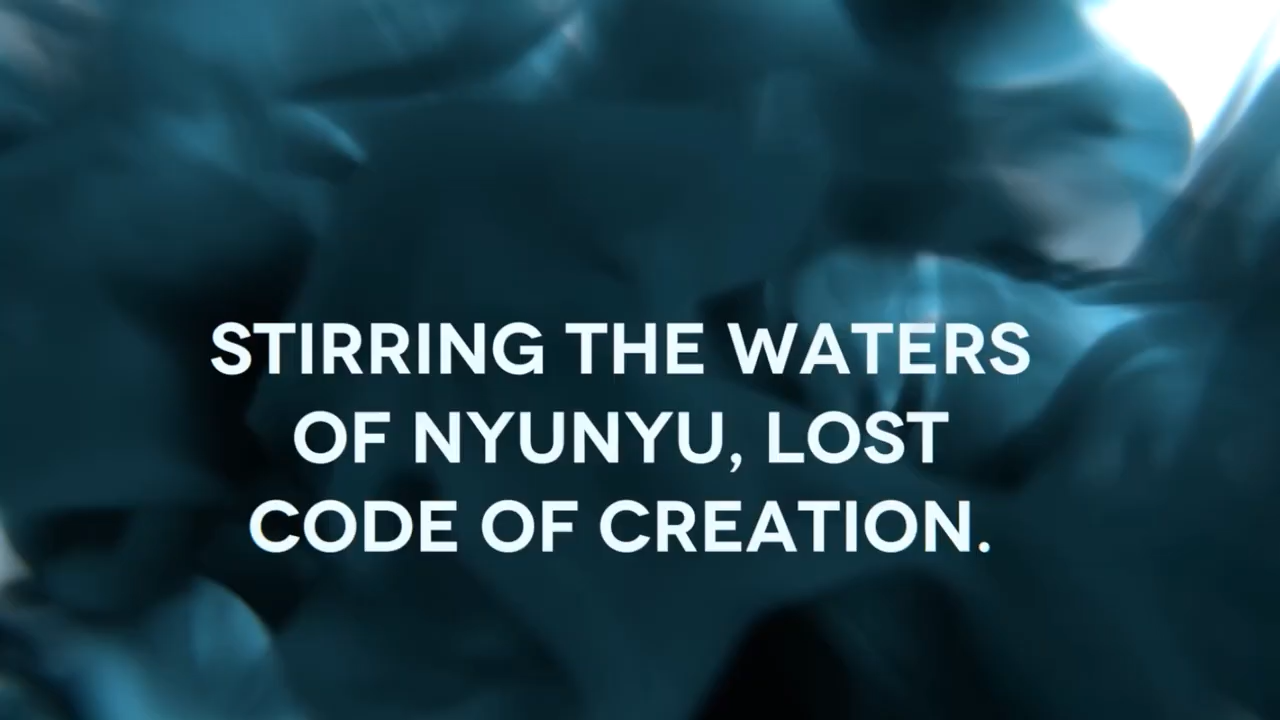 STIRRING THE WATERS
OF NYUNYU, LOST
CODE OF CREATION.